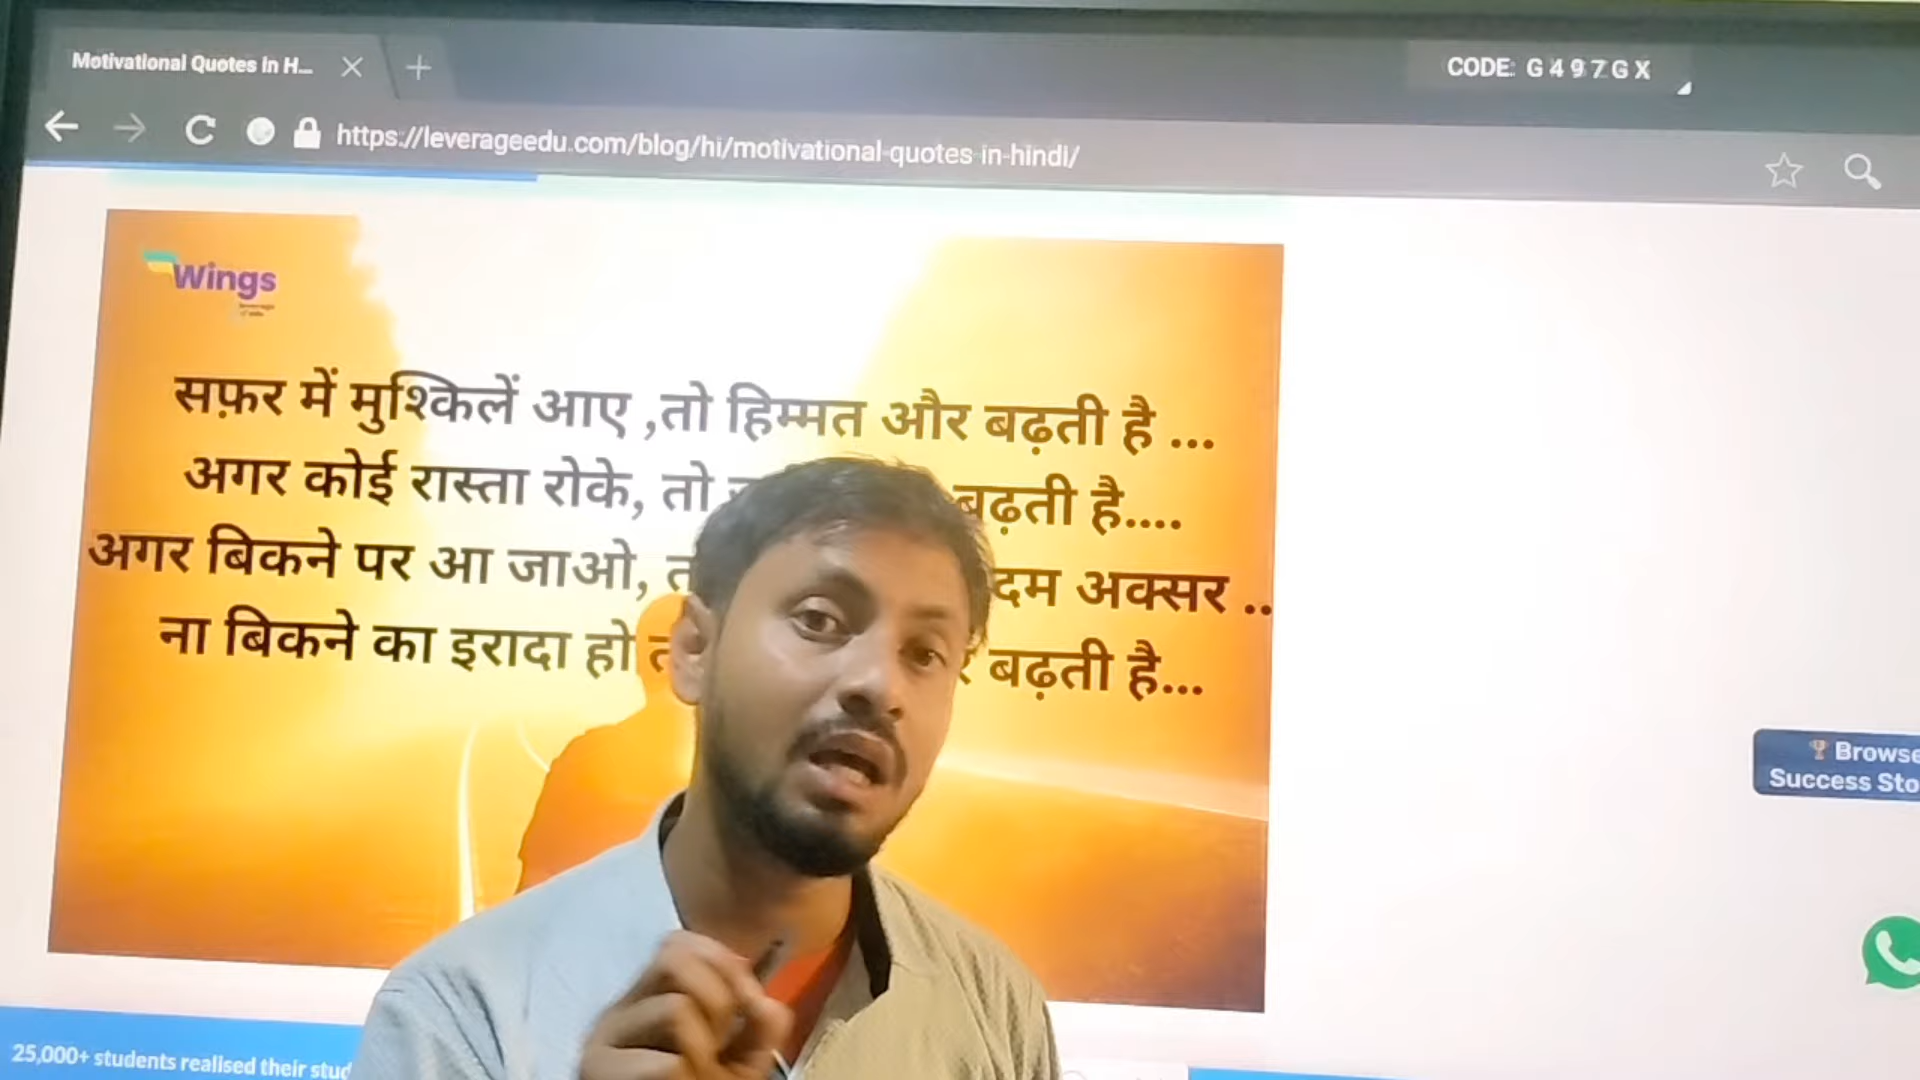 Motivational Quotes in H...
CODE: G497GX
https://leverageedu.com/blog/hi/motivational-quotes-in-hindi/
Wings
सफ़र में मुश्किलें आए ,तो हिम्मत और बढ़ती है ...
अगर कोई रास्ता रोके, तो बढ़ती है....
अगर बिकने पर आ जाओ, दम अक्सर ..
ना बिकने का इरादा हो बढ़ती है...
Browse
Success Sto
25,000+ students realised their stud